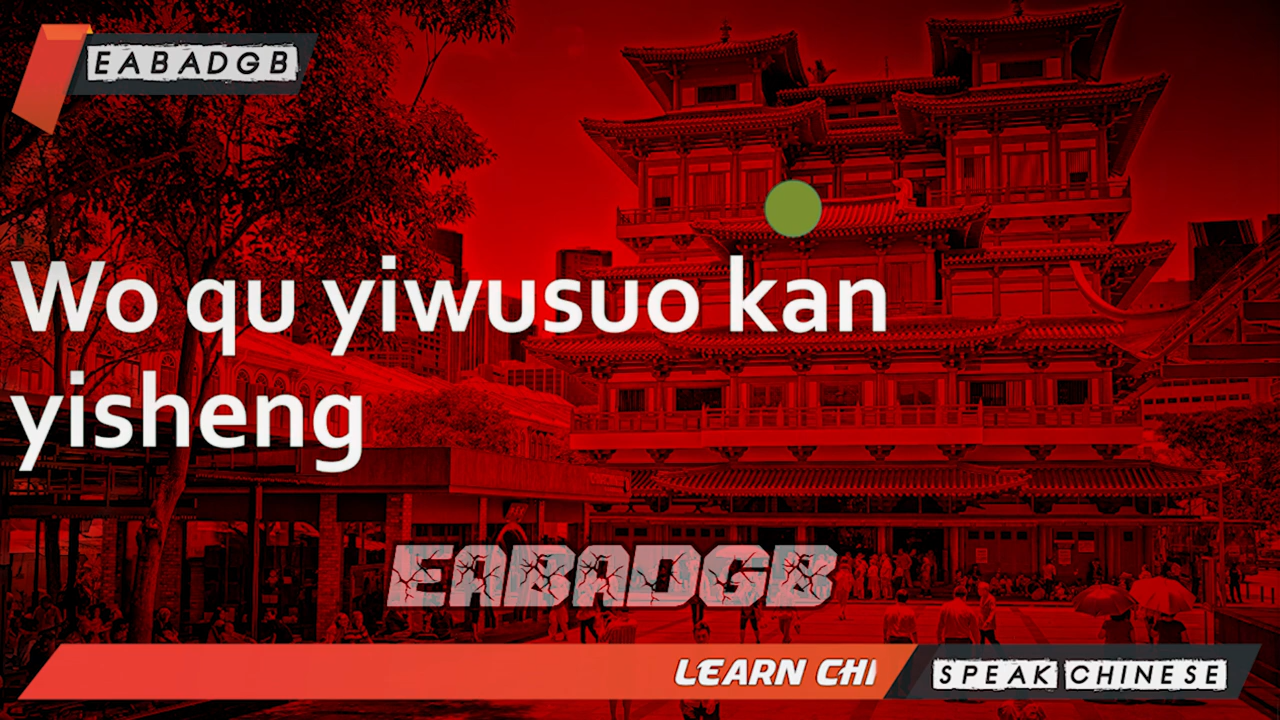 EABADGB
Wo qu yiwusuo kan
yisheng
EABADGB
LEARN CHI
SPEAK CHINESE